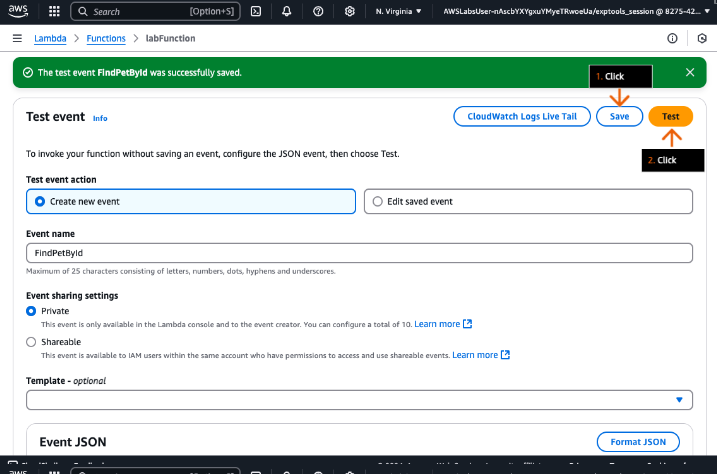 aws Search [Option+S] N. Virginia ▼ AWSLabsUser-nAscbYXYgxuYMyeTRwoeUa/exptools_session @ 8275-42... ▼
Lambda > Functions > labFunction
The test event FindPetById was successfully saved.
1. Click
Test event Info
CloudWatch Logs Live Tail Save Test
2. Click
To invoke your function without saving an event, configure the JSON event, then choose Test.
Test event action
Create new event Edit saved event
Event name
FindPetById
Maximum of 25 characters consisting of letters, numbers, dots, hyphens and underscores.
Event sharing settings
Private
This event is only available in the Lambda console and to the event creator. You can configure a total of 10. Learn more
Shareable
This event is available to IAM users within the same account who have permissions to access and use shareable events. Learn more
Template - optional
Event JSON Format JSON